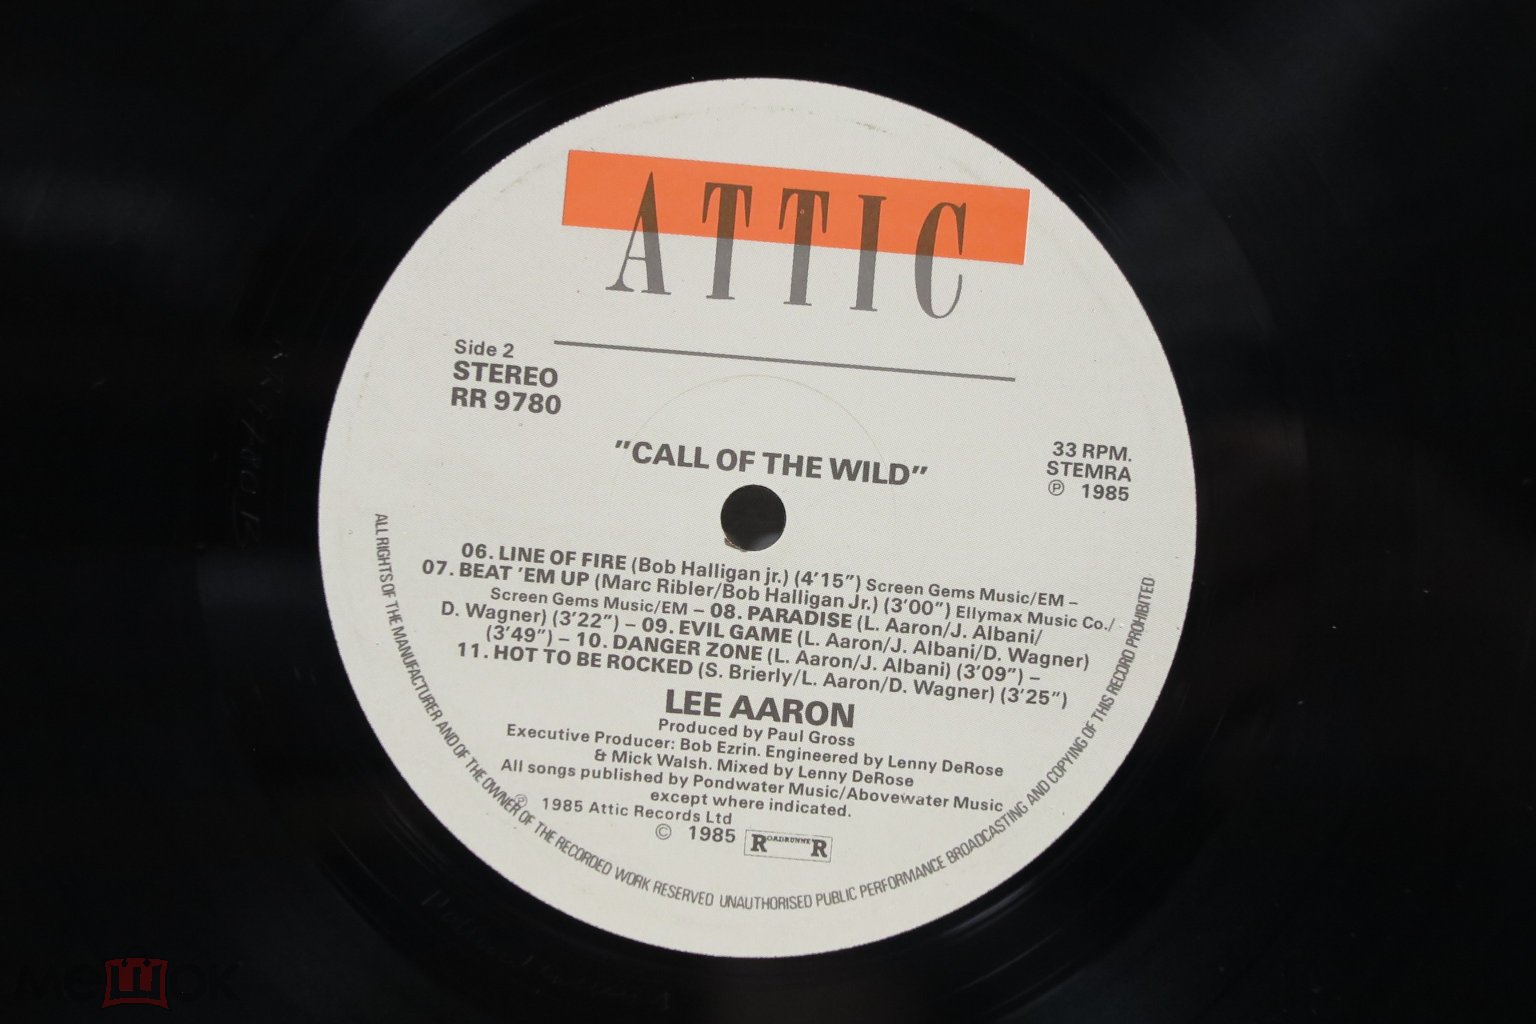 ATTIC
Side 2
STEREO
RR 9780
"CALL OF THE WILD"
33 RPM.
STEMRA
℗ 1985
06. LINE OF FIRE (Bob Halligan jr.) (4'15") Screen Gems Music/EM –
07. BEAT 'EM UP (Marc Ribler/Bob Halligan Jr.) (3'00") Ellymax Music Co./
Screen Gems Music/EM – 08. PARADISE (L. Aaron/J. Albani/
D. Wagner) (3'22") – 09. EVIL GAME (L. Aaron/J. Albani/D. Wagner)
(3'49") – 10. DANGER ZONE (L. Aaron/J. Albani) (3'09") –
11. HOT TO BE ROCKED (S. Brierly/L. Aaron/D. Wagner) (3'25")
LEE AARON
Produced by Paul Gross
Executive Producer: Bob Ezrin. Engineered by Lenny DeRose
& Mick Walsh. Mixed by Lenny DeRose
All songs published by Pondwater Music/Abovewater Music
except where indicated.
℗ 1985 Attic Records Ltd
© 1985 ROADRUNNER
ALL RIGHTS OF THE MANUFACTURER AND OF THE OWNER OF THE RECORDED WORK RESERVED UNAUTHORISED PUBLIC PERFORMANCE BROADCASTING AND COPYING OF THIS RECORD PROHIBITED
мешок